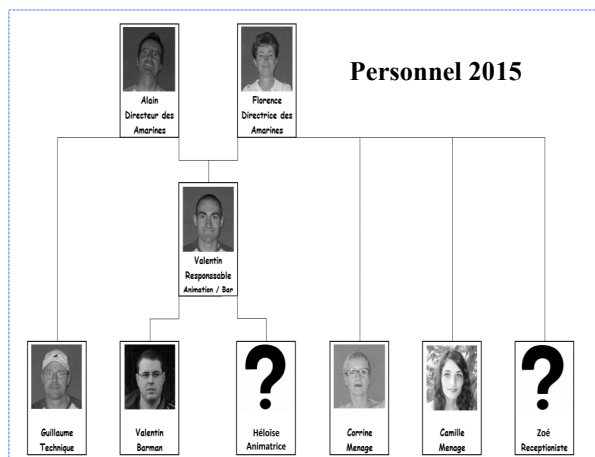 Personnel 2015
Alain
Directeur des
Amarines
Florence
Directrice des
Amarines
Valentin
Responssable
Animation / Bar
Guillaume
Technique
Valentin
Barman
?
Héloïse
Animatrice
Corrine
Menage
Camille
Menage
?
Zoé
Receptioniste